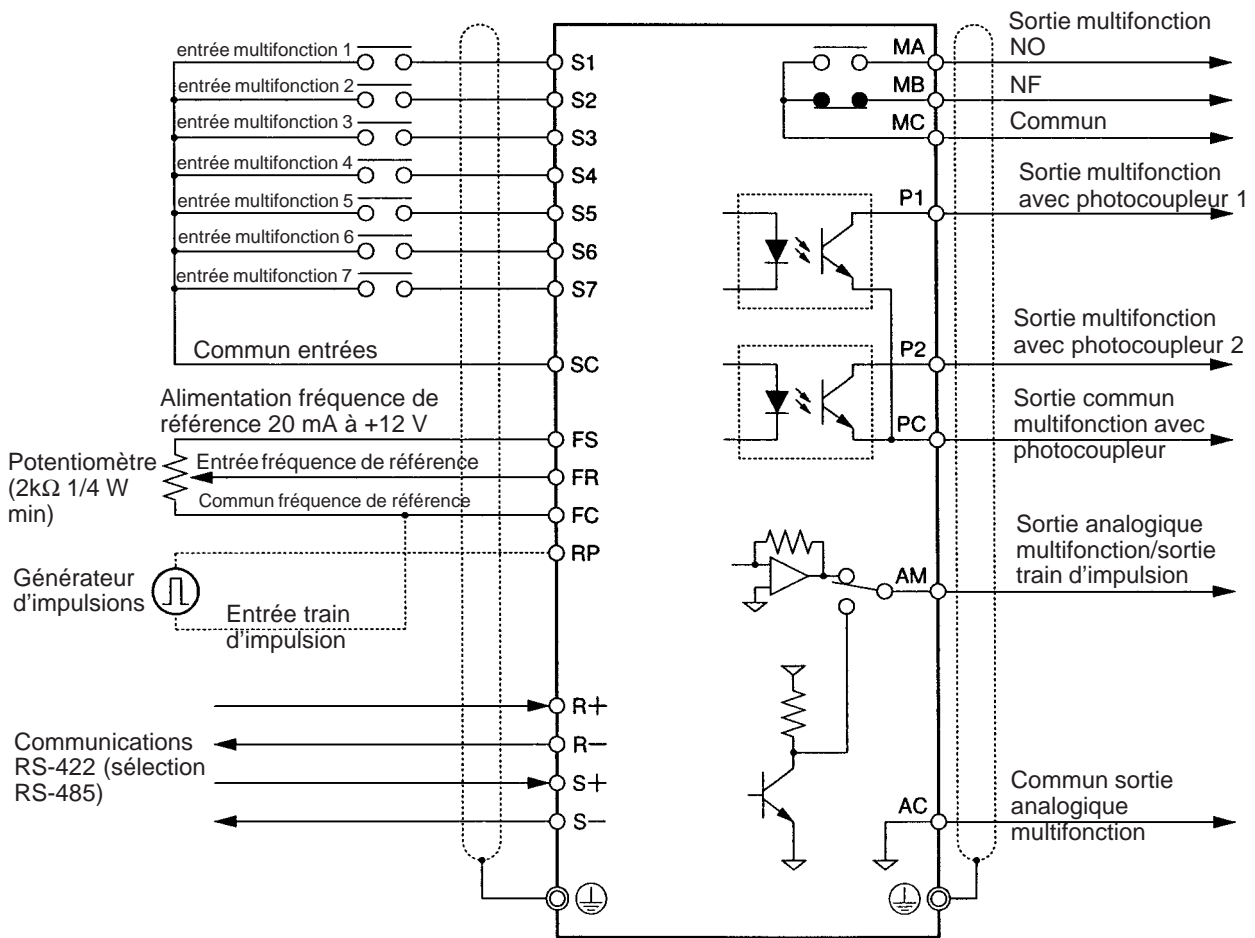 entrée multifonction 1
entrée multifonction 2
entrée multifonction 3
entrée multifonction 4
entrée multifonction 5
entrée multifonction 6
entrée multifonction 7
Commun entrées
Alimentation fréquence de
référence 20 mA à +12 V
Potentiomètre
(2kΩ 1/4 W
min)
Entrée fréquence de référence
Commun fréquence de référence
Générateur
d'impulsions
Entrée train
d'impulsion
Communications
RS-422 (sélection
RS-485)
S1
S2
S3
S4
S5
S6
S7
SC
FS
FR
FC
RP
R+
R−
S+
S−
MA
MB
MC
P1
P2
PC
AM
AC
Sortie multifonction
NO
NF
Commun
Sortie multifonction
avec photocoupleur 1
Sortie multifonction
avec photocoupleur 2
Sortie commun
multifonction avec
photocoupleur
Sortie analogique
multifonction/sortie
train d'impulsion
Commun sortie
analogique
multifonction